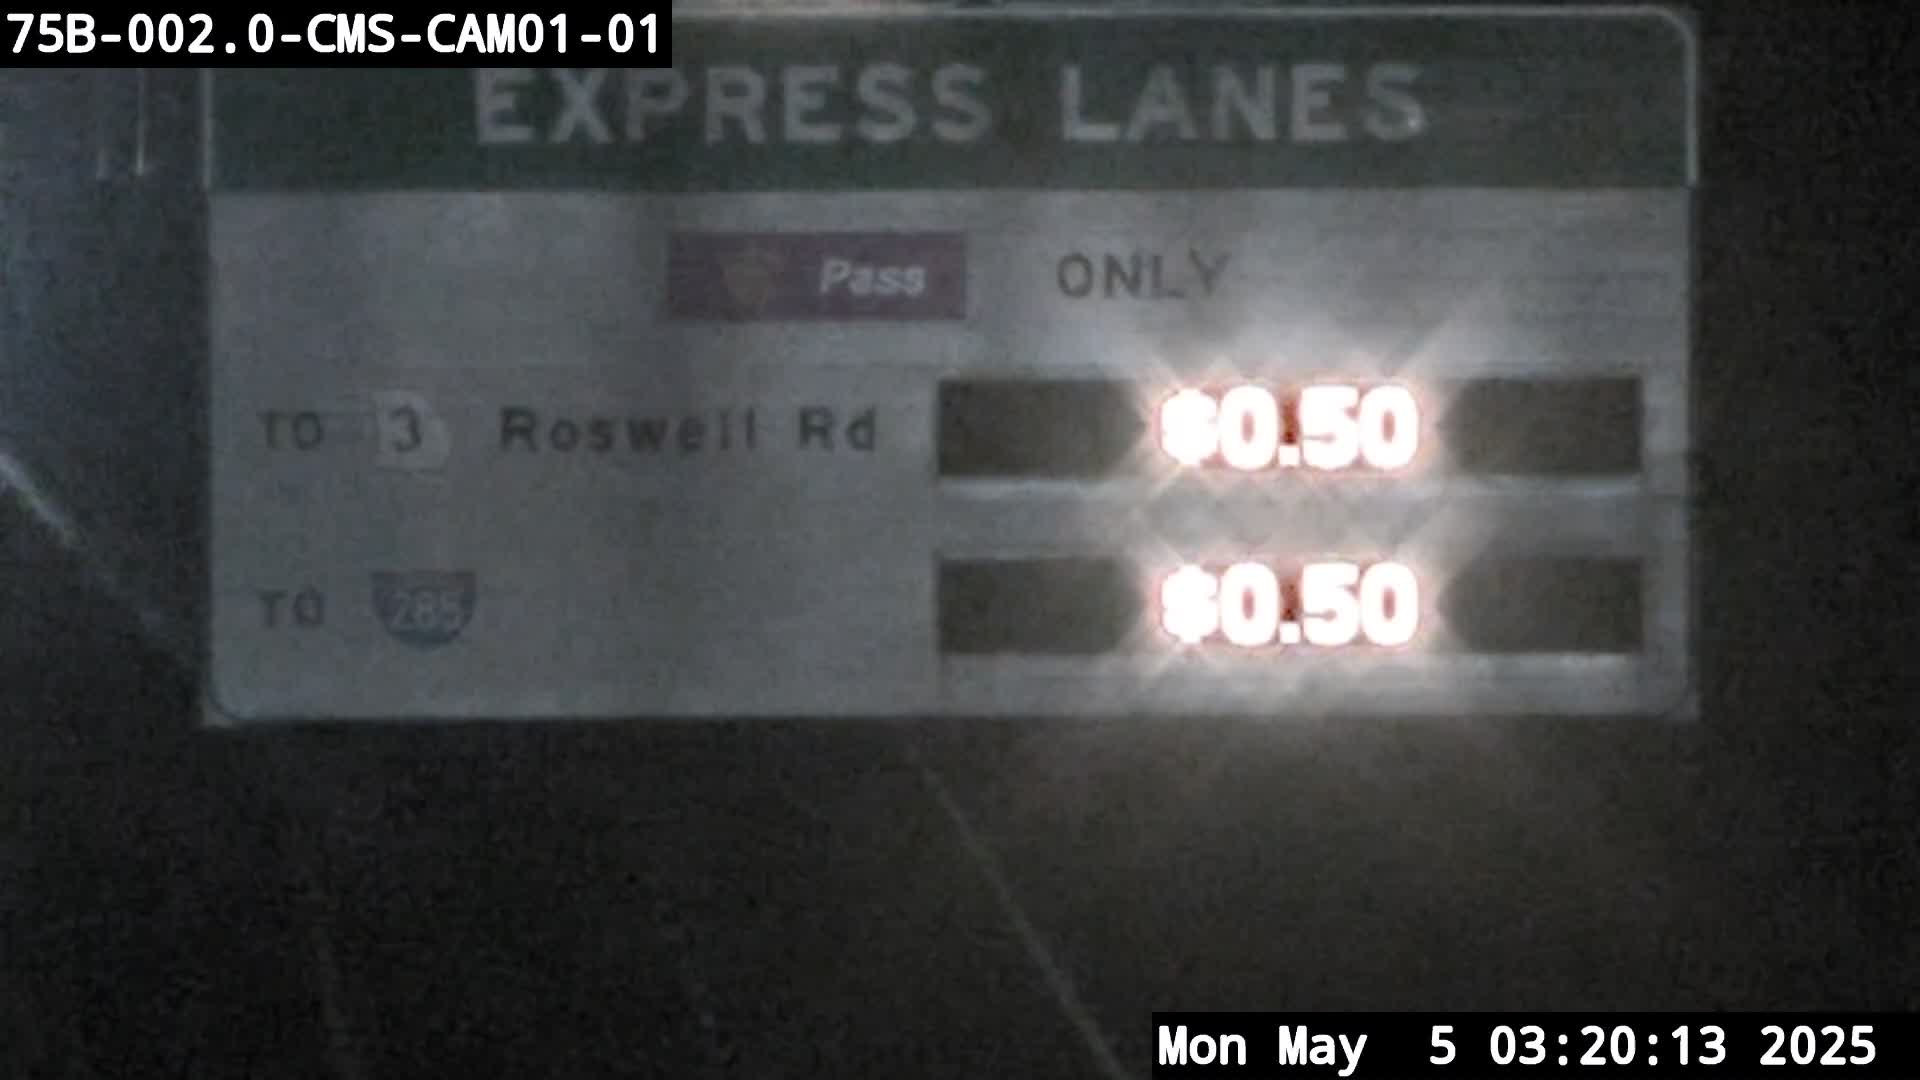 75B-002.0-CMS-CAM01-01
EXPRESS LANES
Pass ONLY
TO 3 Roswell Rd $0.50
TO 285 $0.50
Mon May 5 03:20:13 2025